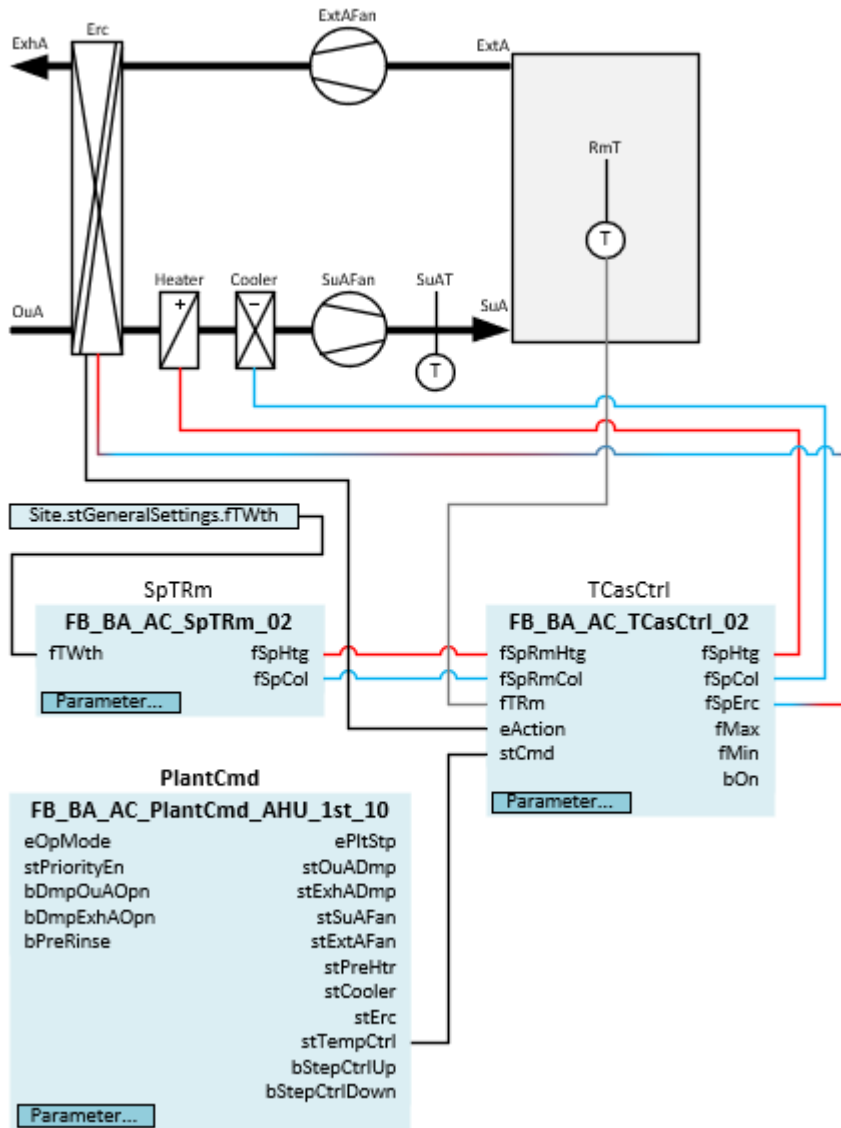 ExtAFan
Erc
ExhA
ExtA
RmT
T
Heater
Cooler
SuAFan
SuAT
OuA
SuA
+
−
T
Site.stGeneralSettings.fTWth
SpTRm
FB_BA_AC_SpTRm_02
fTWth
fSpHtg
fSpCol
Parameter...
TCasCtrl
FB_BA_AC_TCasCtrl_02
fSpRmHtg
fSpHtg
fSpRmCol
fSpCol
fTRm
fSpErc
eAction
fMax
stCmd
fMin
bOn
Parameter...
PlantCmd
FB_BA_AC_PlantCmd_AHU_1st_10
eOpMode
ePltStp
stPriorityEn
stOuADmp
bDmpOuAOpn
stExhADmp
bDmpExhAOpn
stSuAFan
bPreRinse
stExtAFan
stPreHtr
stCooler
stErc
stTempCtrl
bStepCtrlUp
bStepCtrlDown
Parameter...